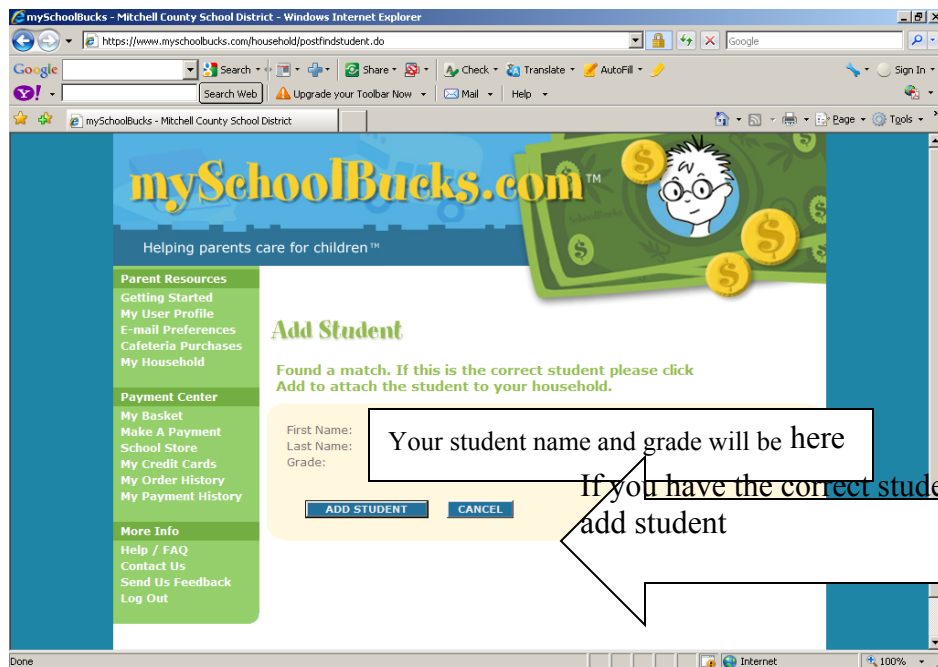 mySchoolBucks - Mitchell County School District - Windows Internet Explorer
https://www.myschoolbucks.com/household/postfindstudent.do
Google
Google
Search
Share
Check
Translate
AutoFill
Sign In
Y!
Search Web
Upgrade your Toolbar Now
Mail
Help
mySchoolBucks - Mitchell County School District
Page
Tools
mySchoolBucks.com™
Helping parents care for children™
Parent Resources
Getting Started
My User Profile
E-mail Preferences
Cafeteria Purchases
My Household
Payment Center
My Basket
Make A Payment
School Store
My Credit Cards
My Order History
My Payment History
More Info
Help / FAQ
Contact Us
Send Us Feedback
Log Out
Add Student
Found a match. If this is the correct student please click
Add to attach the student to your household.
First Name:
Last Name:
Grade:
Your student name and grade will be here
If you have the correct stude
add student
ADD STUDENT CANCEL
Done
Internet
100%